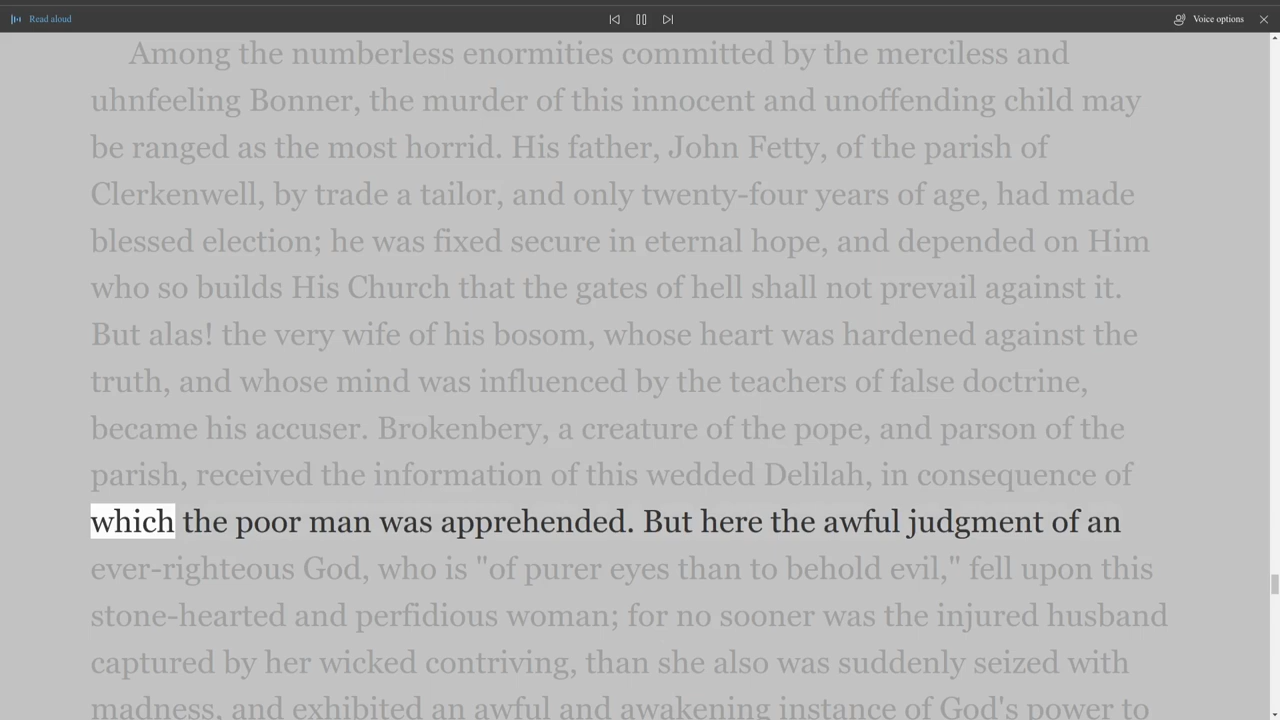 Read aloud
Voice options
Among the numberless enormities committed by the merciless and
uhnfeeling Bonner, the murder of this innocent and unoffending child may
be ranged as the most horrid. His father, John Fetty, of the parish of
Clerkenwell, by trade a tailor, and only twenty-four years of age, had made
blessed election; he was fixed secure in eternal hope, and depended on Him
who so builds His Church that the gates of hell shall not prevail against it.
But alas! the very wife of his bosom, whose heart was hardened against the
truth, and whose mind was influenced by the teachers of false doctrine,
became his accuser. Brokenbery, a creature of the pope, and parson of the
parish, received the information of this wedded Delilah, in consequence of
which the poor man was apprehended. But here the awful judgment of an
ever-righteous God, who is "of purer eyes than to behold evil," fell upon this
stone-hearted and perfidious woman; for no sooner was the injured husband
captured by her wicked contriving, than she also was suddenly seized with
madness, and exhibited an awful and awakening instance of God's power to